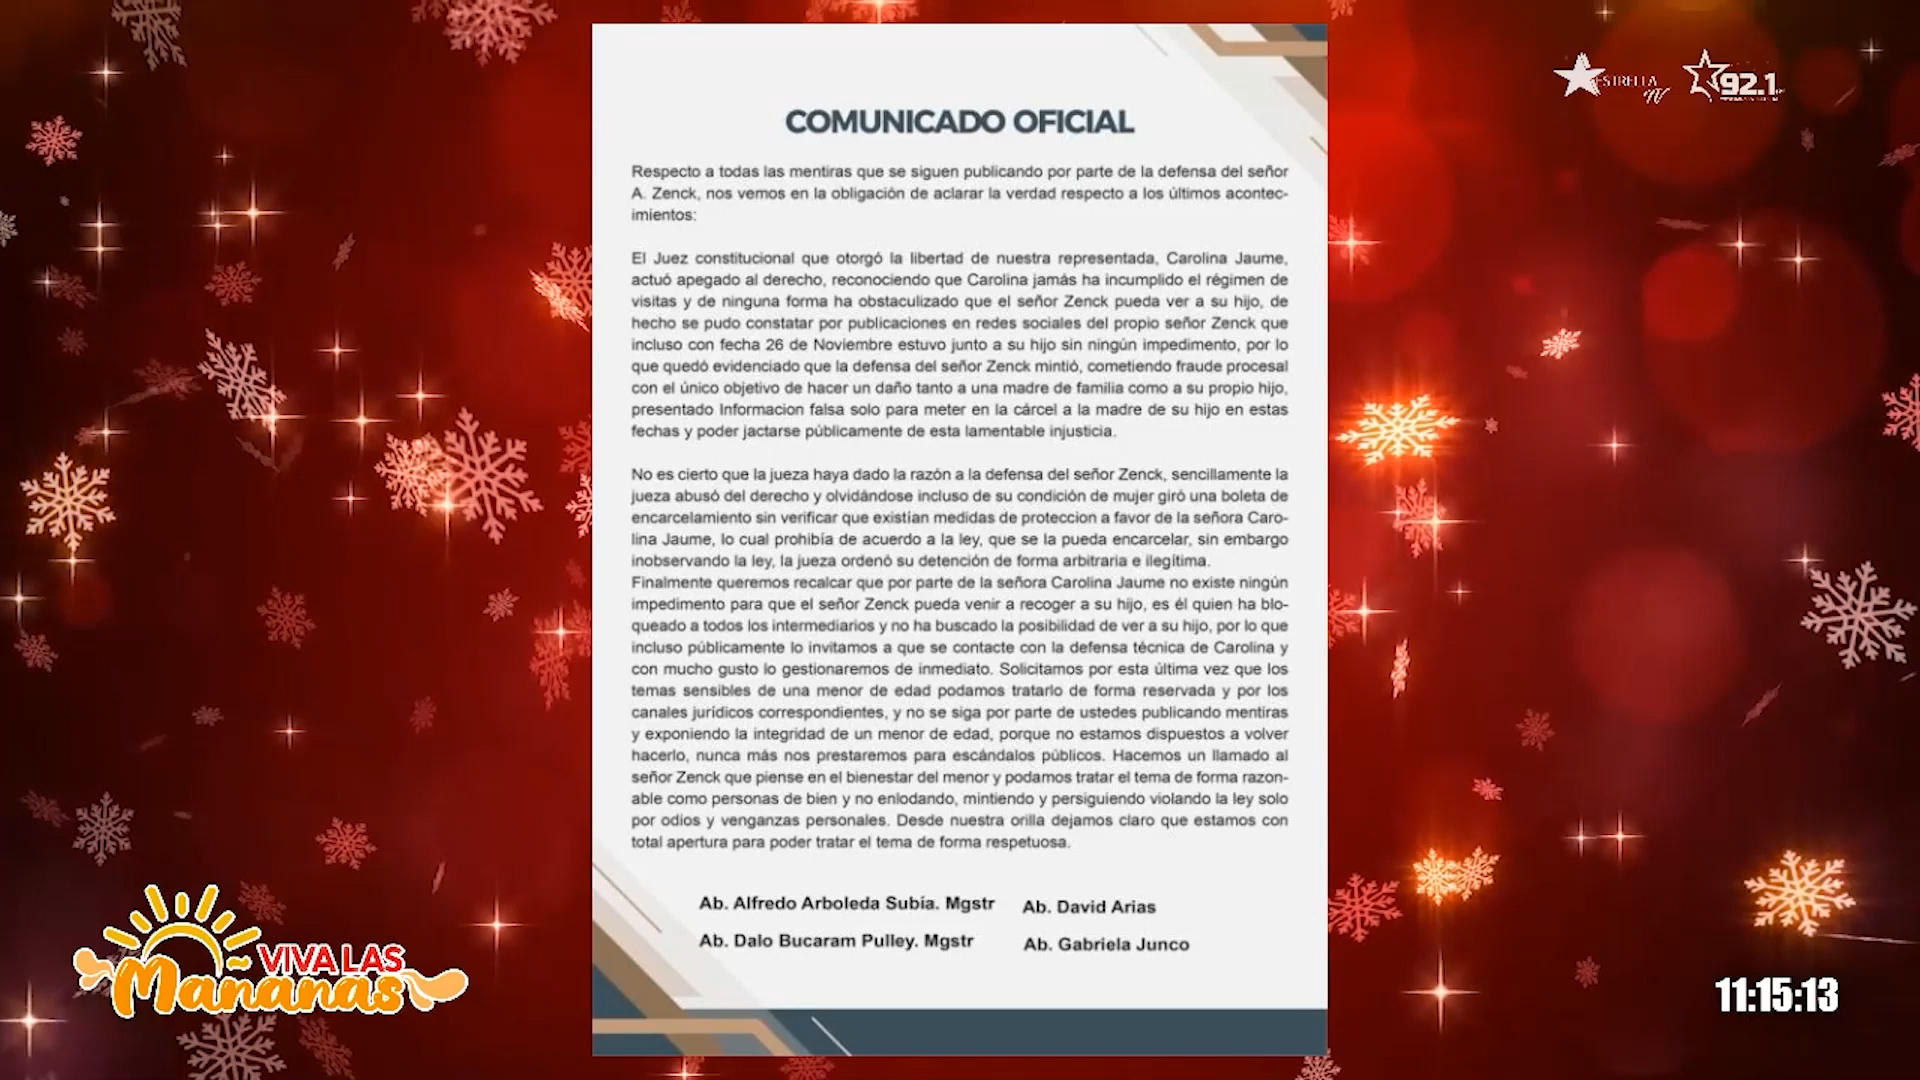 ESTRELLA TV
92.1
COMUNICADO OFICIAL
Respecto a todas las mentiras que se siguen publicando por parte de la defensa del señor
A. Zenck, nos vemos en la obligación de aclarar la verdad respecto a los últimos acontec-
imientos:
El Juez constitucional que otorgó la libertad de nuestra representada, Carolina Jaume,
actuó apegado al derecho, reconociendo que Carolina jamás ha incumplido el régimen de
visitas y de ninguna forma ha obstaculizado que el señor Zenck pueda ver a su hijo, de
hecho se pudo constatar por publicaciones en redes sociales del propio señor Zenck que
incluso con fecha 26 de Noviembre estuvo junto a su hijo sin ningún impedimento, por lo
que quedó evidenciado que la defensa del señor Zenck mintió, cometiendo fraude procesal
con el único objetivo de hacer un daño tanto a una madre de familia como a su propio hijo,
presentado Informacion falsa solo para meter en la cárcel a la madre de su hijo en estas
fechas y poder jactarse públicamente de esta lamentable injusticia.
No es cierto que la jueza haya dado la razón a la defensa del señor Zenck, sencillamente la
jueza abusó del derecho y olvidándose incluso de su condición de mujer giró una boleta de
encarcelamiento sin verificar que existían medidas de proteccion a favor de la señora Caro-
lina Jaume, lo cual prohibía de acuerdo a la ley, que se la pueda encarcelar, sin embargo
inobservando la ley, la jueza ordenó su detención de forma arbitraria e ilegítima.
Finalmente queremos recalcar que por parte de la señora Carolina Jaume no existe ningún
impedimento para que el señor Zenck pueda venir a recoger a su hijo, es él quien ha blo-
queado a todos los intermediarios y no ha buscado la posibilidad de ver a su hijo, por lo que
incluso públicamente lo invitamos a que se contacte con la defensa técnica de Carolina y
con mucho gusto lo gestionaremos de inmediato. Solicitamos por esta última vez que los
temas sensibles de una menor de edad podamos tratarlo de forma reservada y por los
canales jurídicos correspondientes, y no se siga por parte de ustedes publicando mentiras
y exponiendo la integridad de un menor de edad, porque no estamos dispuestos a volver
hacerlo, nunca más nos prestaremos para escándalos públicos. Hacemos un llamado al
señor Zenck que piense en el bienestar del menor y podamos tratar el tema de forma razon-
able como personas de bien y no enlodando, mintiendo y persiguiendo violando la ley solo
por odios y venganzas personales. Desde nuestra orilla dejamos claro que estamos con
total apertura para poder tratar el tema de forma respetuosa.
Ab. Alfredo Arboleda Subía. Mgstr
Ab. David Arias
Ab. Dalo Bucaram Pulley. Mgstr
Ab. Gabriela Junco
VIVA LAS
Mañanas
11:15:13